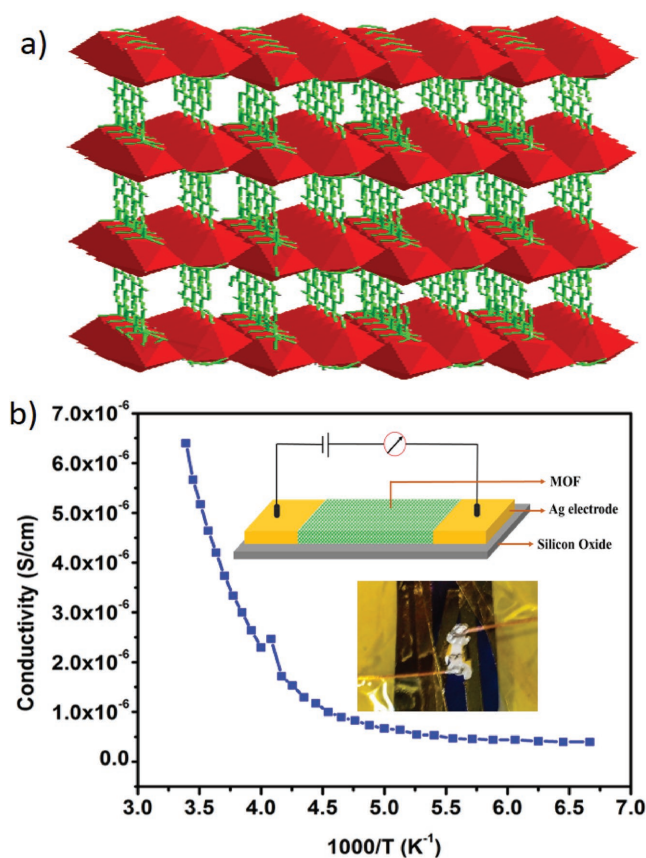 a)
b)
7.0x10⁻⁶
6.0x10⁻⁶
5.0x10⁻⁶
4.0x10⁻⁶
3.0x10⁻⁶
2.0x10⁻⁶
1.0x10⁻⁶
0.0
Conductivity (S/cm)
MOF
Ag electrode
Silicon Oxide
3.0 3.5 4.0 4.5 5.0 5.5 6.0 6.5 7.0
1000/T (K⁻¹)